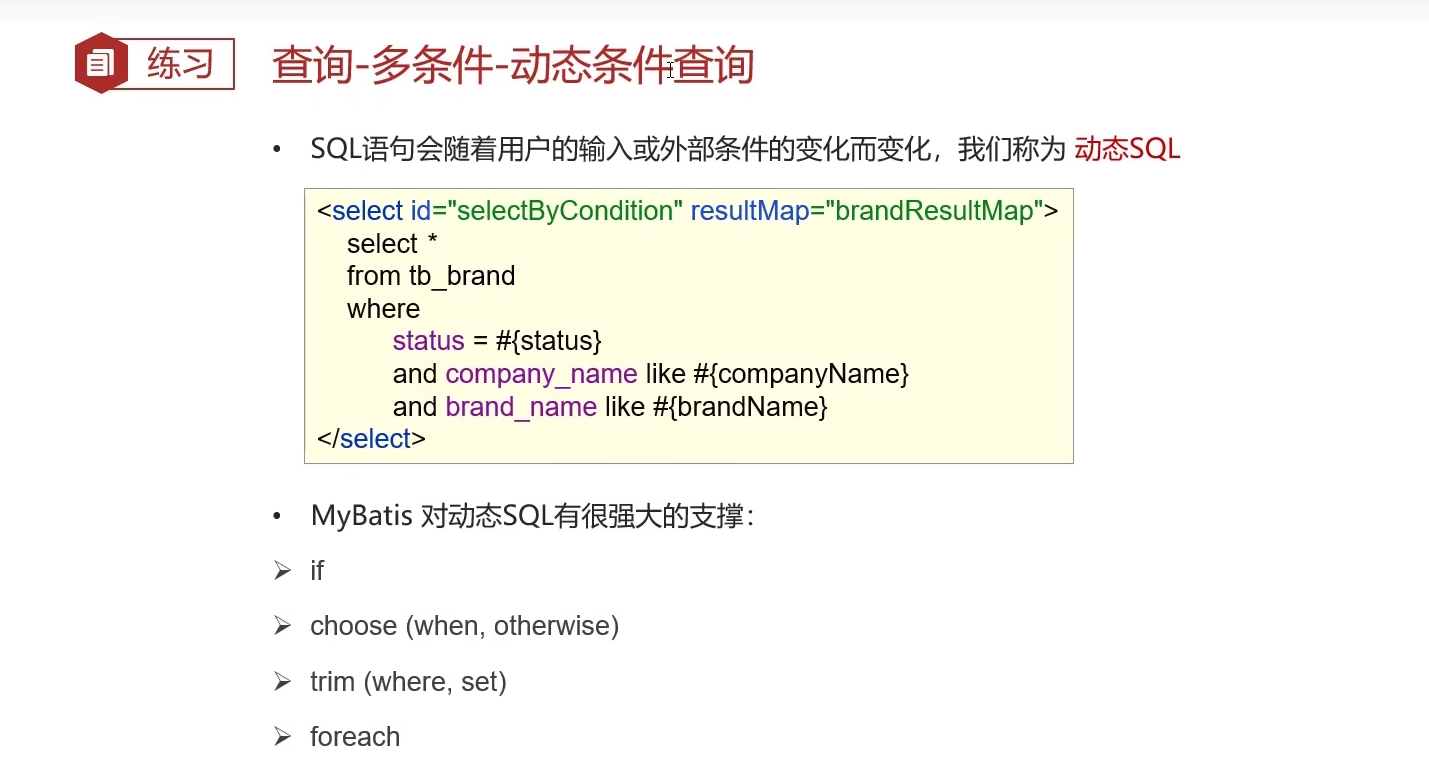 练习
查询-多条件-动态条件查询
• SQL语句会随着用户的输入或外部条件的变化而变化，我们称为 动态SQL
<select id="selectByCondition" resultMap="brandResultMap">
select *
from tb_brand
where
status = #{status}
and company_name like #{companyName}
and brand_name like #{brandName}
</select>
• MyBatis 对动态SQL有很强大的支撑：
➢ if
➢ choose (when, otherwise)
➢ trim (where, set)
➢ foreach